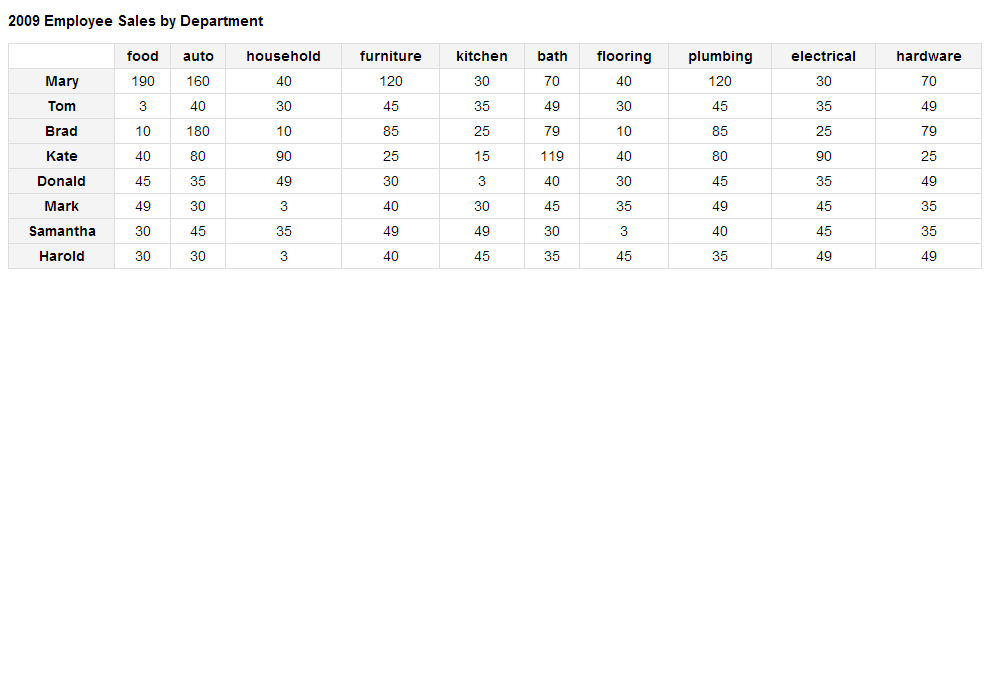 2009 Employee Sales by Department
food auto household furniture kitchen bath flooring plumbing electrical hardware
Mary 190 160 40 120 30 70 40 120 30 70
Tom 3 40 30 45 35 49 30 45 35 49
Brad 10 180 10 85 25 79 10 85 25 79
Kate 40 80 90 25 15 119 40 80 90 25
Donald 45 35 49 30 3 40 30 45 35 49
Mark 49 30 3 40 30 45 35 49 45 35
Samantha 30 45 35 49 49 30 3 40 45 35
Harold 30 30 3 40 45 35 45 35 49 49